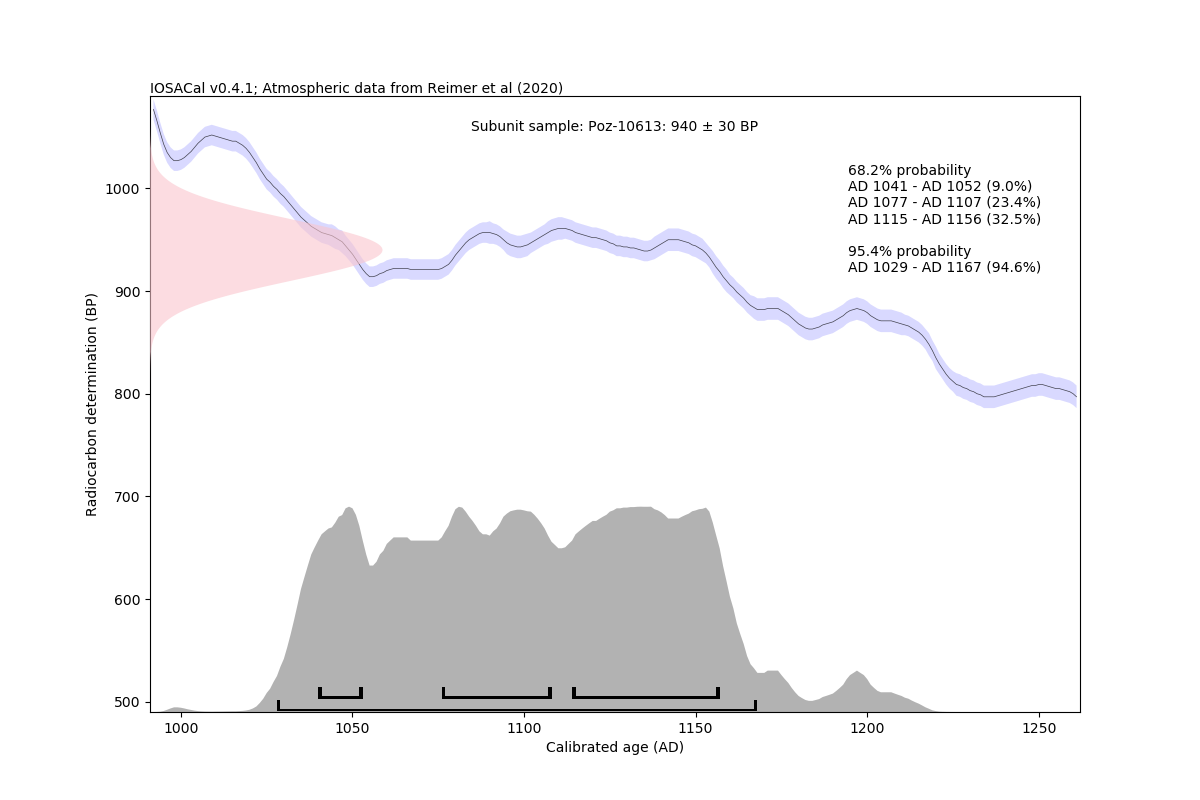 IOSACal v0.4.1; Atmospheric data from Reimer et al (2020)
Subunit sample: Poz-10613: 940 ± 30 BP
68.2% probability
AD 1041 - AD 1052 (9.0%)
AD 1077 - AD 1107 (23.4%)
AD 1115 - AD 1156 (32.5%)
95.4% probability
AD 1029 - AD 1167 (94.6%)
Radiocarbon determination (BP)
1000
900
800
700
600
500
1000 1050 1100 1150 1200 1250
Calibrated age (AD)